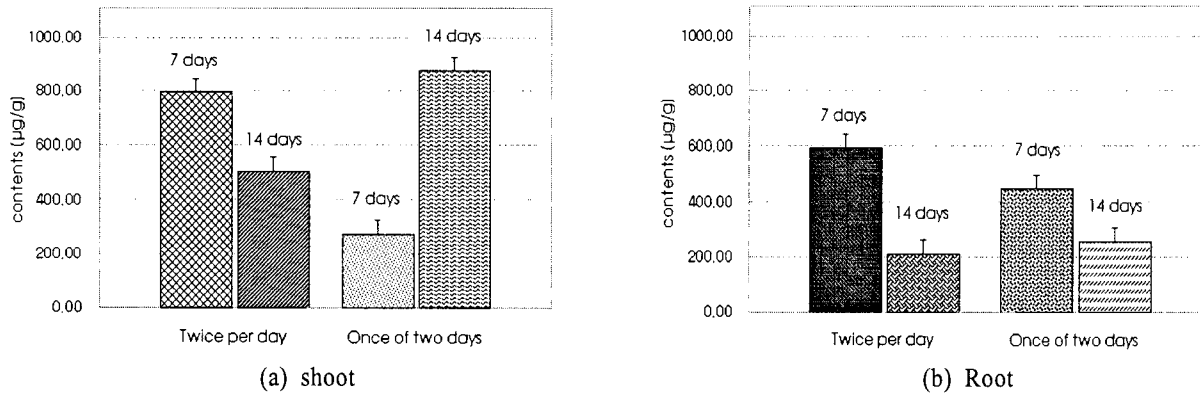 1000,00
800,00
600,00
400,00
200,00
0,00
contents (µg/g)
7 days
14 days
7 days
14 days
Twice per day
Once of two days
(a) shoot
1000,00
800,00
600,00
400,00
200,00
0,00
contents (µg/g)
7 days
14 days
7 days
14 days
Twice per day
Once of two days
(b) Root